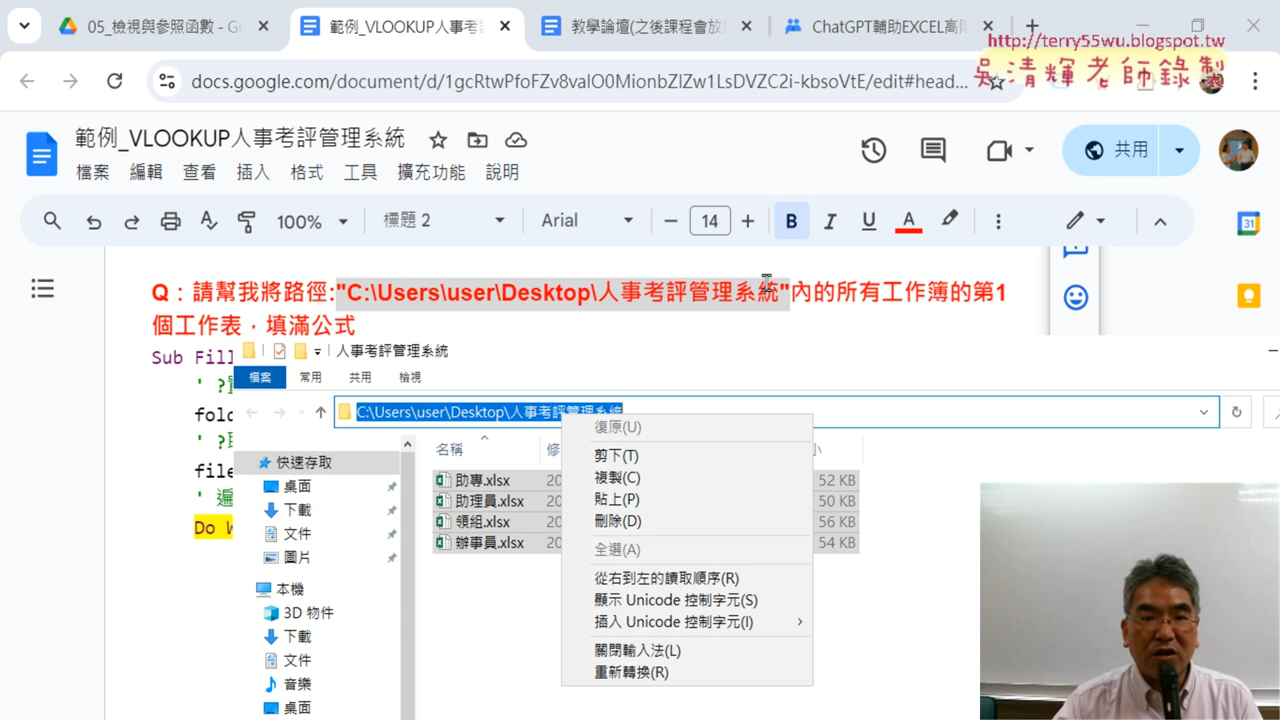 05_檢視與參照函數 - Go
範例_VLOOKUP人事考評
教學論壇(之後課程會放
ChatGPT輔助EXCEL高階
http://terry55wu.blogspot.tw
吳清輝老師錄製
docs.google.com/document/d/1gcRtwPfoFZv8valO0MionbZlZw1LsDVZC2i-kbsoVtE/edit#head...
範例_VLOOKUP人事考評管理系統
共用
檔案 編輯 查看 插入 格式 工具 擴充功能 說明
100% 標題 2 Arial 14 B I U A
31
Q：請幫我將路徑:"C:\Users\user\Desktop\人事考評管理系統"內的所有工作簿的第1
個工作表，填滿公式
Sub Fill
人事考評管理系統
檔案 常用 共用 檢視
' ?
fold
C:\Users\user\Desktop\人事考評管理系統
' ?
file
' 遍
Do W
名稱 修
快速存取
桌面
下載
文件
圖片
本機
3D 物件
下載
文件
音樂
桌面
助專.xlsx 20 52 KB
助理員.xlsx 20 50 KB
領組.xlsx 20 56 KB
辦事員.xlsx 20 54 KB
復原(U)
剪下(T)
複製(C)
貼上(P)
刪除(D)
全選(A)
從右到左的讀取順序(R)
顯示 Unicode 控制字元(S)
插入 Unicode 控制字元(I)
關閉輸入法(L)
重新轉換(R)